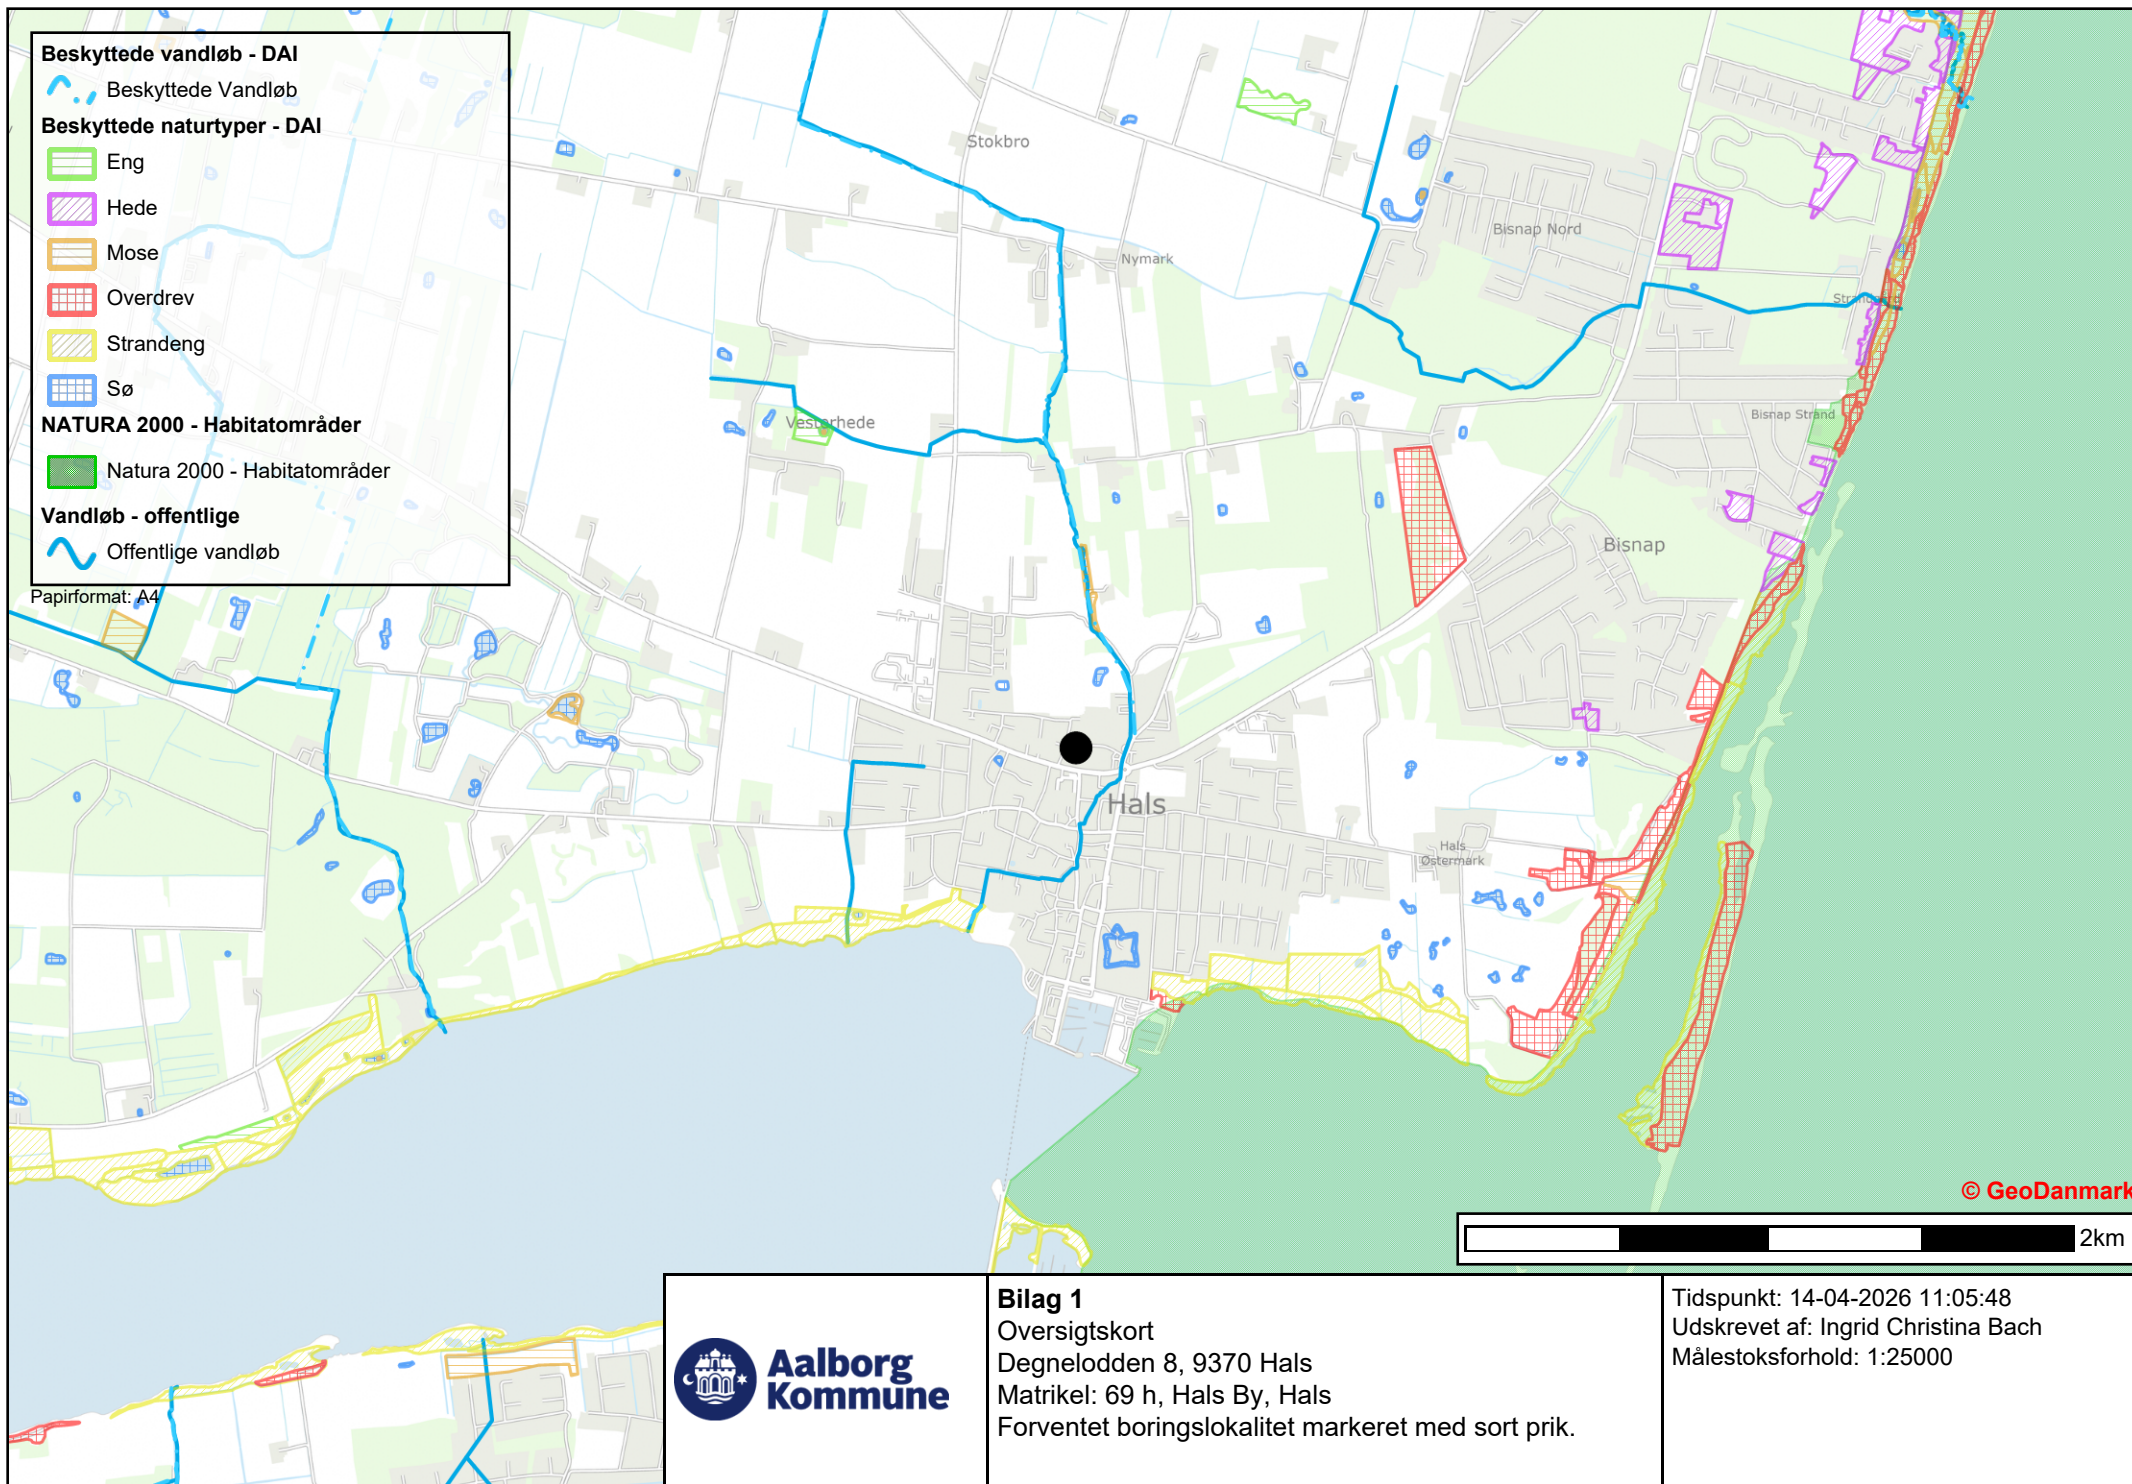 Beskyttede vandløb - DAI
Beskyttede Vandløb
Beskyttede naturtyper - DAI
Eng
Hede
Mose
Overdrev
Strandeng
Sø
NATURA 2000 - Habitatområder
Natura 2000 - Habitatområder
Vandløb - offentlige
Offentlige vandløb
Papirformat: A4
Stokbro
Nymark
Bisnap Nord
Vesterhede
Bisnap Strand
Bisnap
Hals
Hals
Østermark
© GeoDanmark
2km
Aalborg
Kommune
Bilag 1
Oversigtskort
Degnelodden 8, 9370 Hals
Matrikel: 69 h, Hals By, Hals
Forventet boringslokalitet markeret med sort prik.
Tidspunkt: 14-04-2026 11:05:48
Udskrevet af: Ingrid Christina Bach
Målestoksforhold: 1:25000